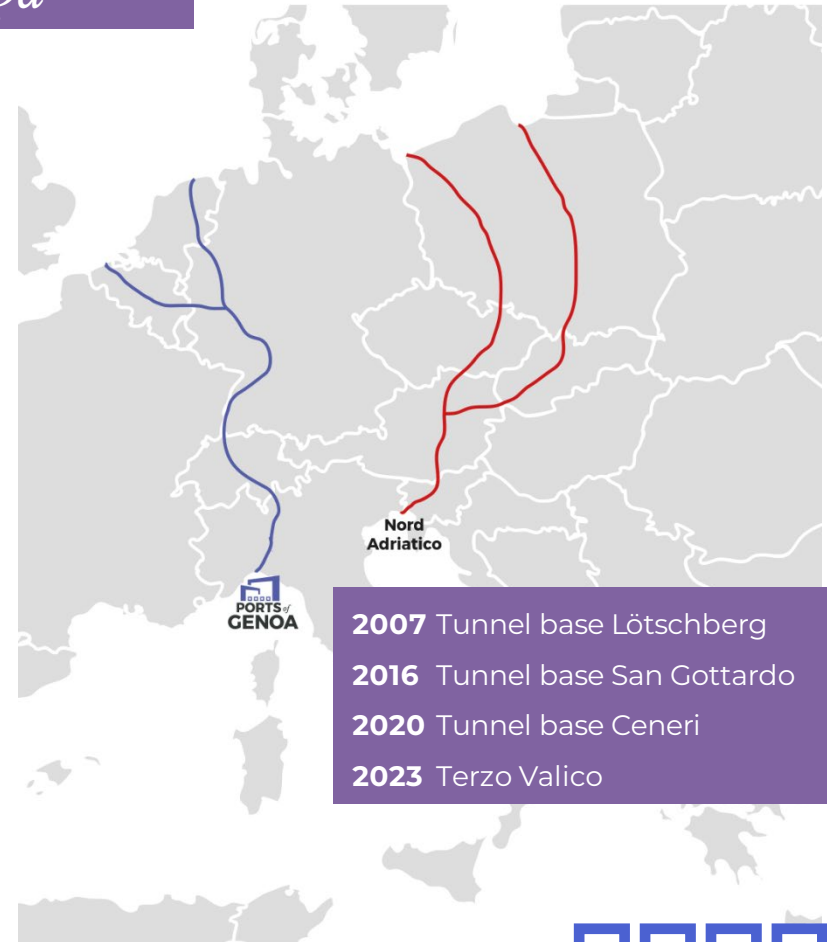 Nord
Adriatico
PORTS of
GENOA
2007 Tunnel base Lötschberg
2016 Tunnel base San Gottardo
2020 Tunnel base Ceneri
2023 Terzo Valico